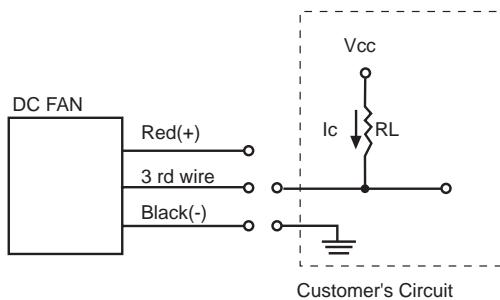 Vcc
DC FAN
Red(+)
Ic
RL
3 rd wire
Black(-)
Customer's Circuit